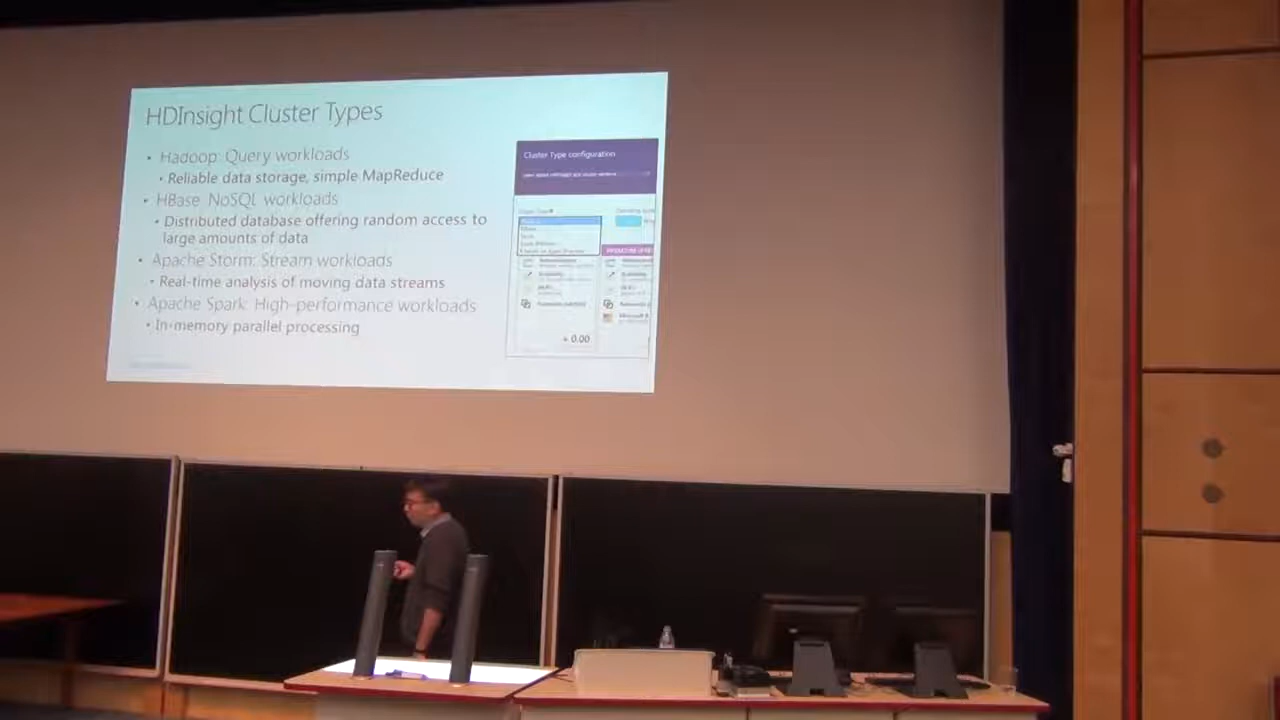 HDInsight Cluster Types
• Hadoop: Query workloads
• Reliable data storage, simple MapReduce
• HBase: NoSQL workloads
• Distributed database offering random access to
large amounts of data
• Apache Storm: Stream workloads
• Real-time analysis of moving data streams
• Apache Spark: High-performance workloads
• In-memory parallel processing
Cluster Type configuration
+ 0.00